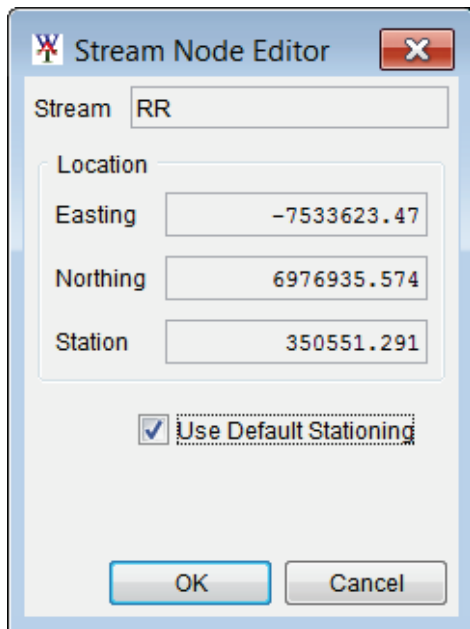 Stream Node Editor
Stream RR
Location
Easting -7533623.47
Northing 6976935.574
Station 350551.291
Use Default Stationing
OK Cancel